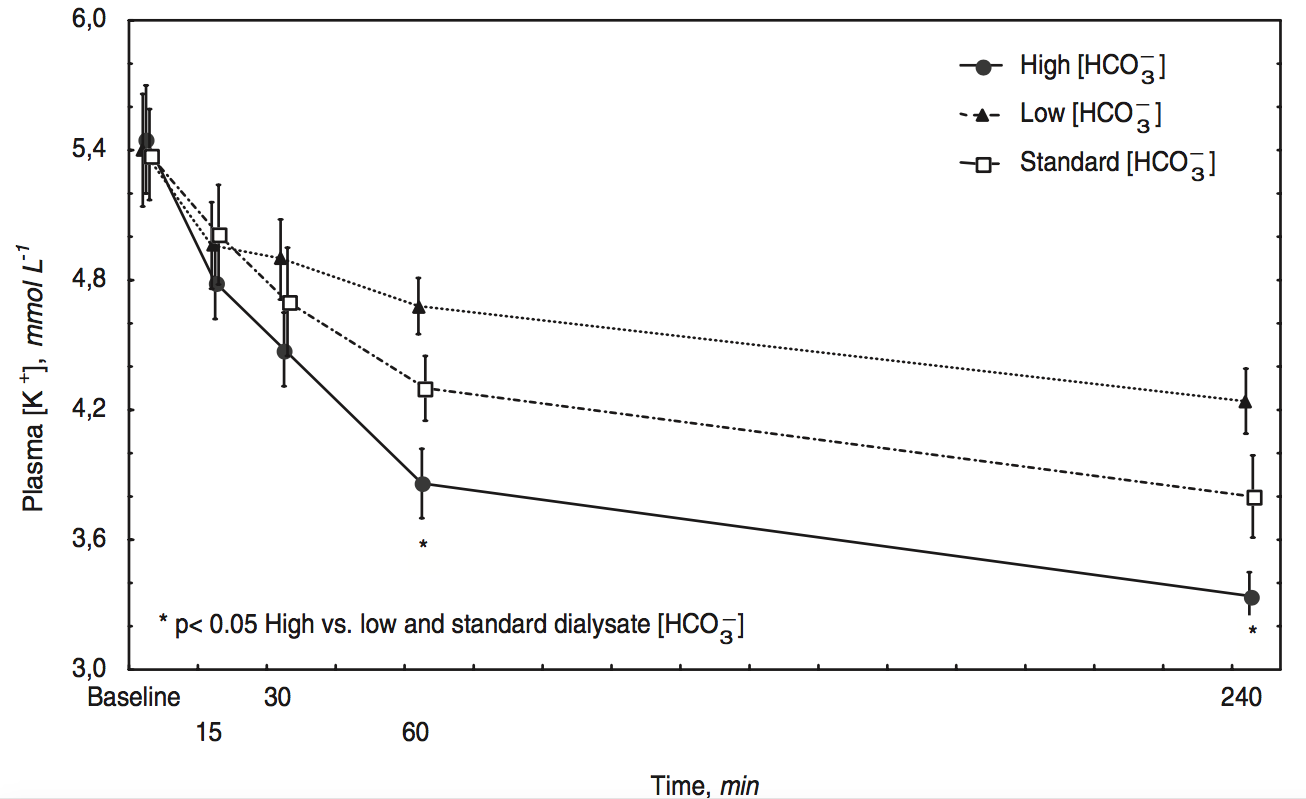 6,0
5,4
4,8
4,2
3,6
3,0
Plasma [K⁺], mmol L⁻¹
High [HCO₃⁻]
Low [HCO₃⁻]
Standard [HCO₃⁻]
*
*
* p< 0.05 High vs. low and standard dialysate [HCO₃⁻]
Baseline 30 240
15 60
Time, min